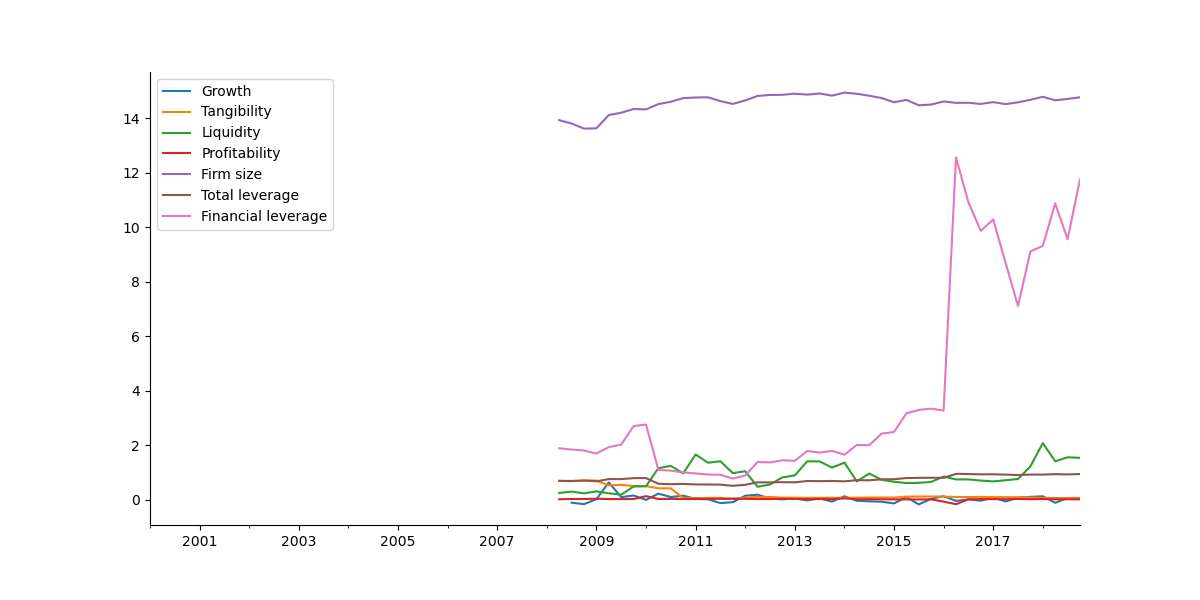 Growth
Tangibility
Liquidity
Profitability
Firm size
Total leverage
Financial leverage
14
12
10
8
6
4
2
0
2001 2003 2005 2007 2009 2011 2013 2015 2017